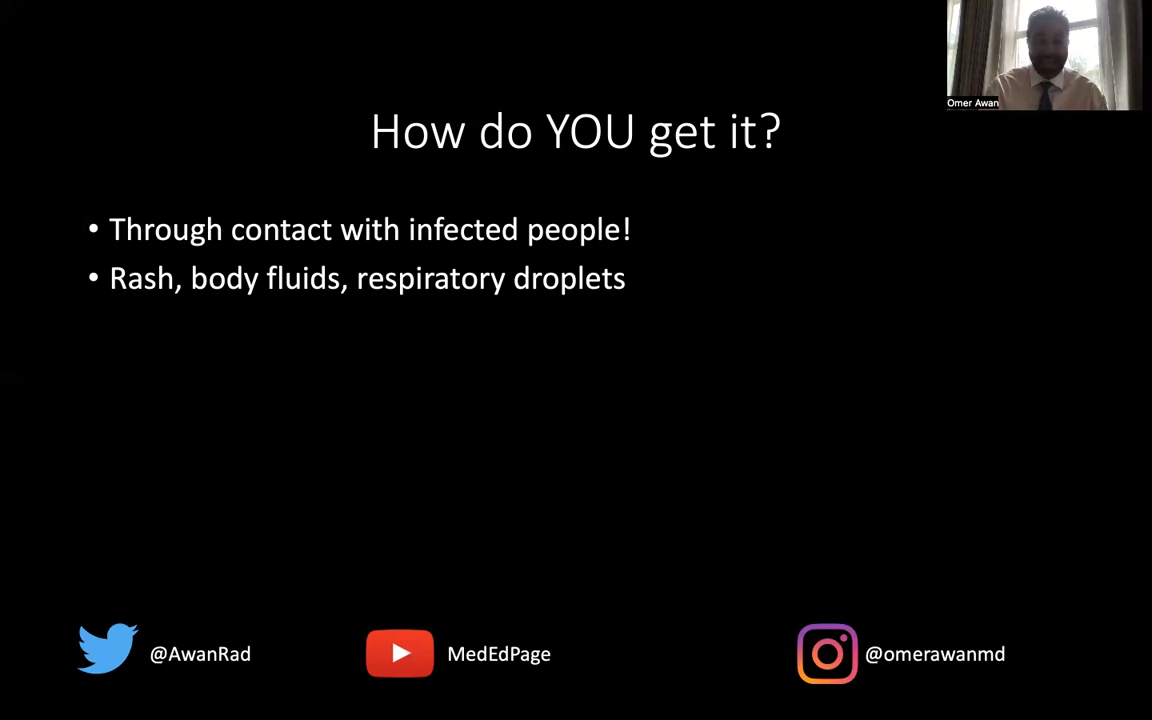 Omer Awan
How do YOU get it?
• Through contact with infected people!
• Rash, body fluids, respiratory droplets
@AwanRad
MedEdPage
@omerawanmd